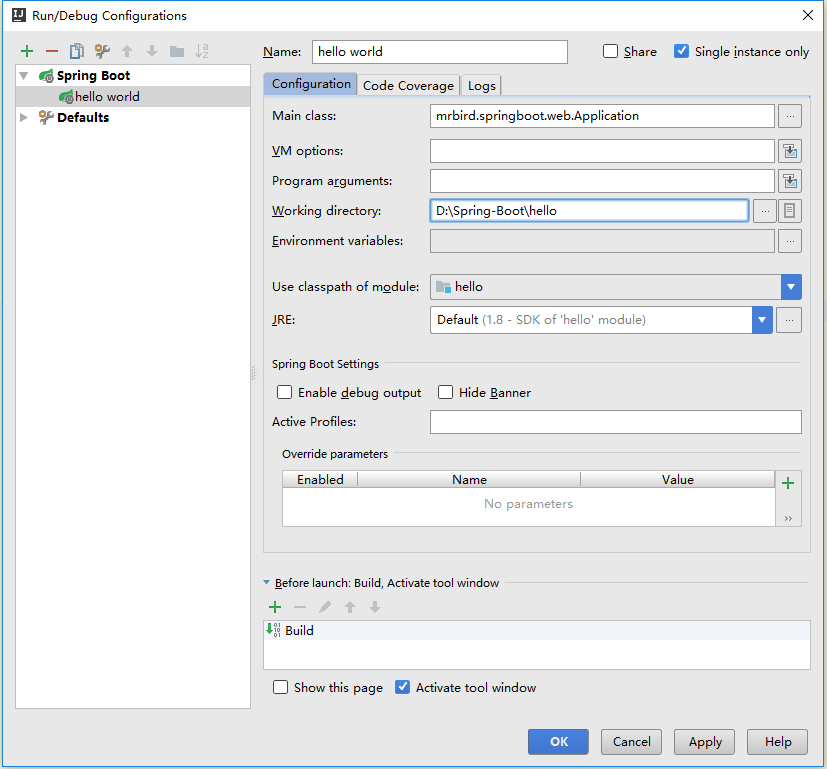 Run/Debug Configurations
Spring Boot
hello world
Defaults
Name: hello world Share Single instance only
Configuration Code Coverage Logs
Main class: mrbird.springboot.web.Application ...
VM options:
Program arguments:
Working directory: D:\Spring-Boot\hello ...
Environment variables: ...
Use classpath of module: hello
JRE: Default (1.8 - SDK of 'hello' module) ...
Spring Boot Settings
Enable debug output Hide Banner
Active Profiles:
Override parameters
Enabled Name Value
No parameters
Before launch: Build, Activate tool window
Build
Show this page Activate tool window
OK Cancel Apply Help